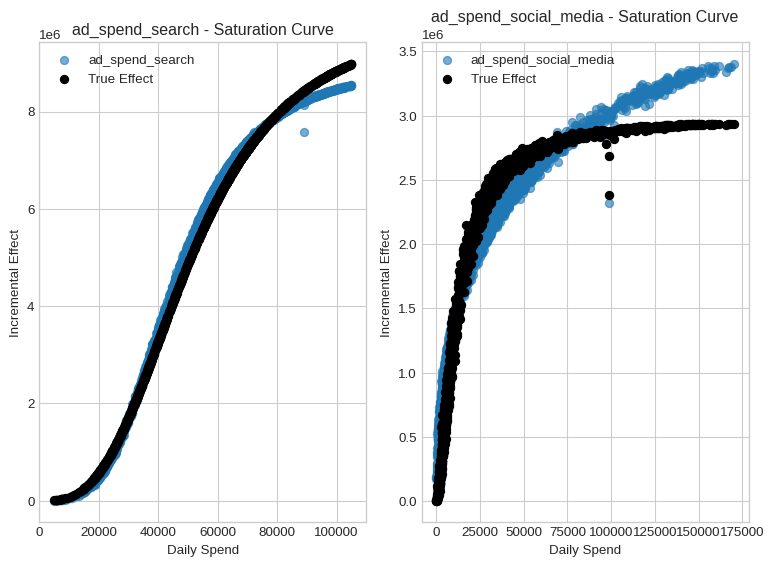 ad_spend_search - Saturation Curve
1e6
ad_spend_search
True Effect
8
6
4
2
0
Incremental Effect
0 20000 40000 60000 80000 100000
Daily Spend
ad_spend_social_media - Saturation Curve
1e6
ad_spend_social_media
True Effect
3.5
3.0
2.5
2.0
1.5
1.0
0.5
0.0
Incremental Effect
0 25000 50000 75000 100000 125000 150000 175000
Daily Spend